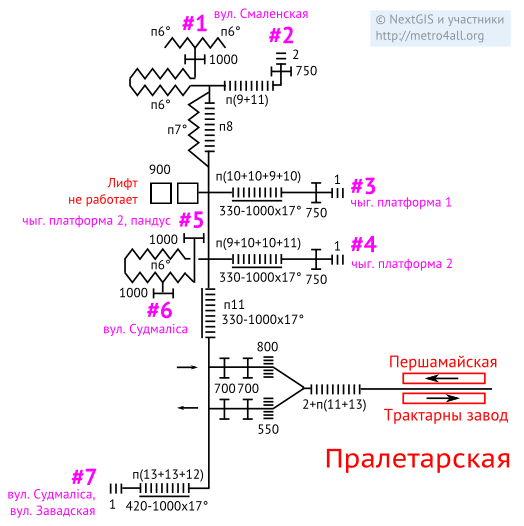 © NextGIS и участники
http://metro4all.org
#1
вул. Смаленская
п6° п6°
#2
1000
2
750
п6°
п(9+11)
п7°
п8
900
Лифт
не работает
п(10+10+9+10)
1
#3
чыг. платформа 1
330-1000x17°
750
чыг. платформа 2, пандус
#5
1000
п(9+10+10+11)
1
#4
чыг. платформа 2
п6°
330-1000x17°
750
1000
#6
вул. Судмаліса
п11
330-1000x17°
800
700 700
550
2+п(11+13)
Першамайская
Трактарны завод
Пралетарская
#7
вул. Судмаліса,
вул. Завадская
п(13+13+12)
1
420-1000x17°